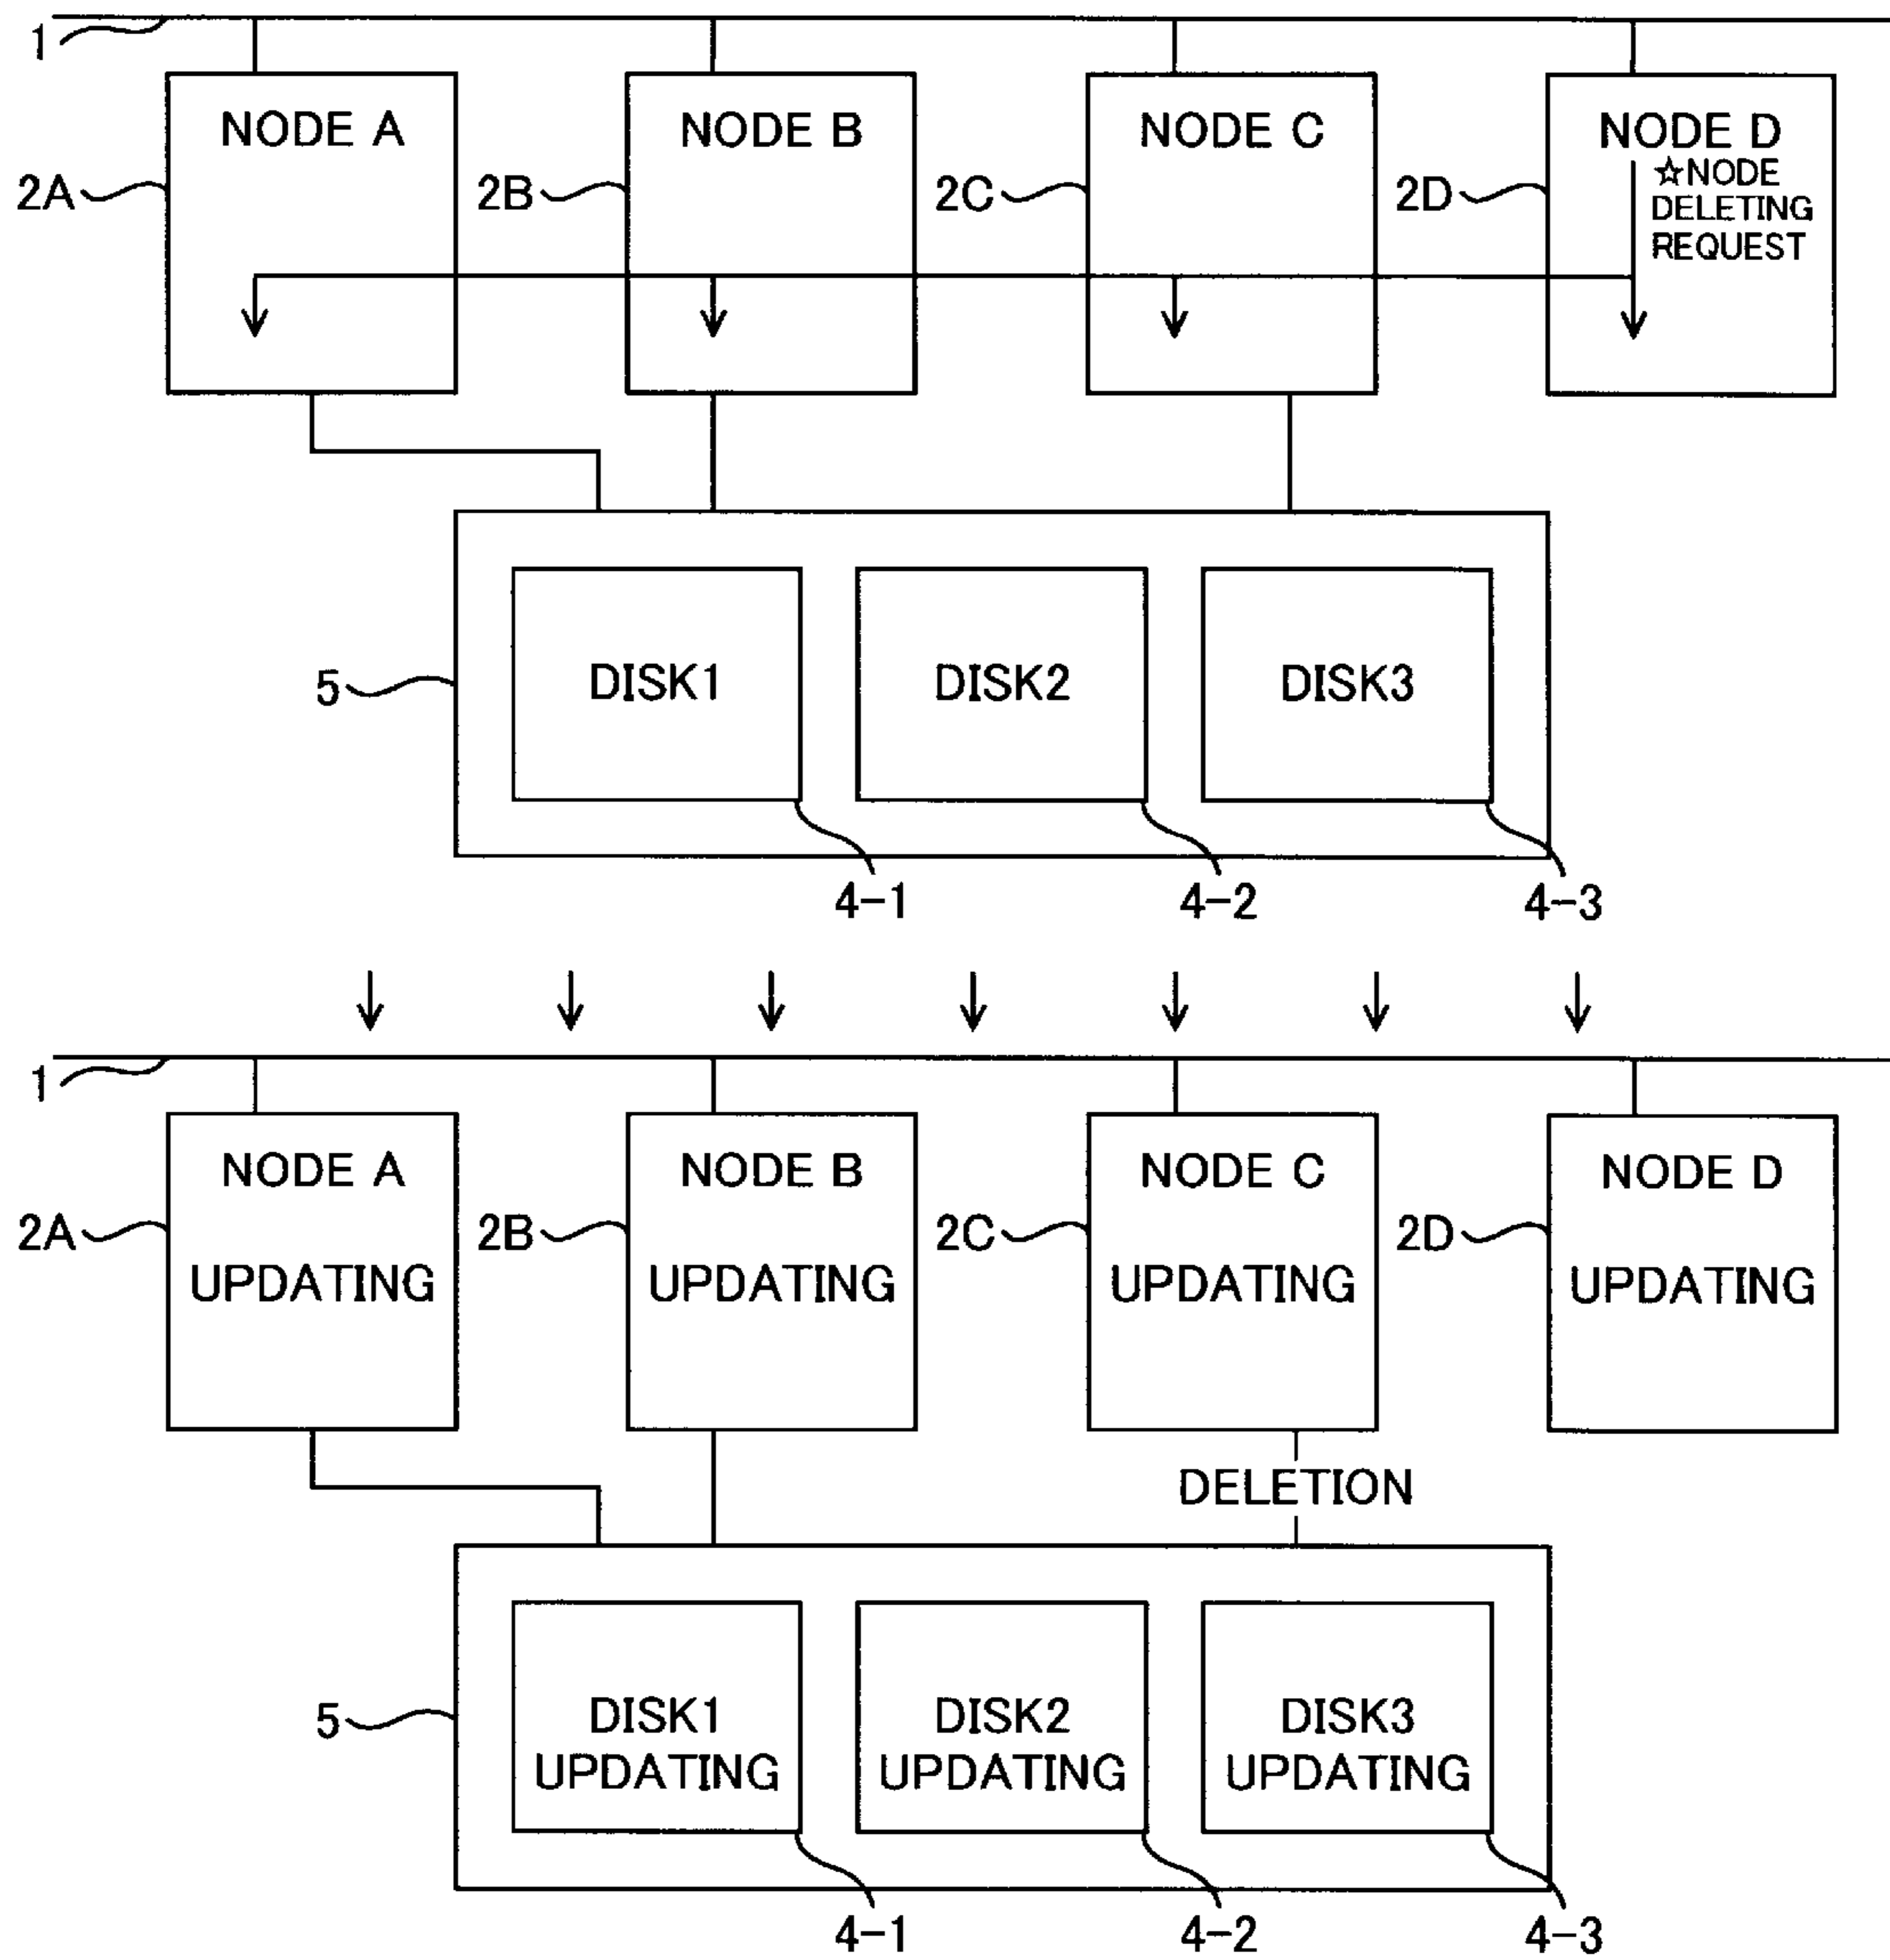 1
NODE A
NODE B
NODE C
NODE D
2A
2B
2C
2D
☆NODE
DELETING
REQUEST
5
DISK1
DISK2
DISK3
4-1
4-2
4-3
1
NODE A
NODE B
NODE C
NODE D
2A
2B
2C
2D
UPDATING
UPDATING
UPDATING
UPDATING
DELETION
5
DISK1
UPDATING
DISK2
UPDATING
DISK3
UPDATING
4-1
4-2
4-3